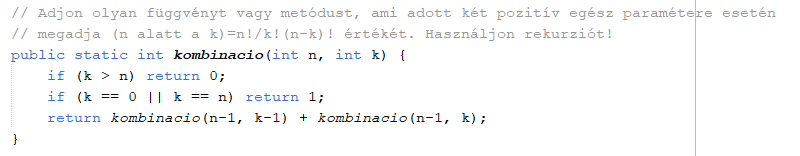 // Adjon olyan függvényt vagy metódust, ami adott két pozitív egész paramétere esetén
// megadja (n alatt a k)=n!/k!(n-k)! értékét. Használjon rekurziót!
public static int kombinacio(int n, int k) {
    if (k > n) return 0;
    if (k == 0 || k == n) return 1;
    return kombinacio(n-1, k-1) + kombinacio(n-1, k);
}